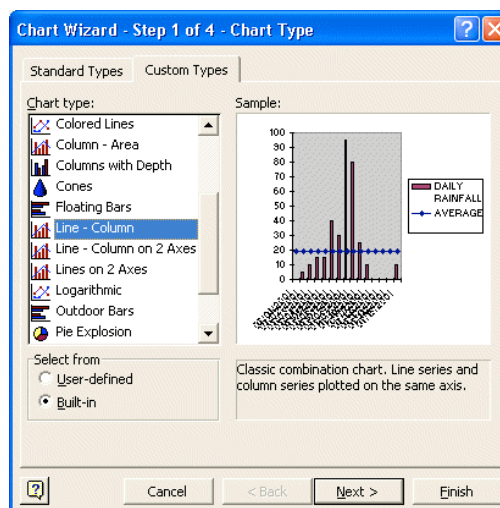 Chart Wizard - Step 1 of 4 - Chart Type
Standard Types
Custom Types
Chart type:
Colored Lines
Column - Area
Columns with Depth
Cones
Floating Bars
Line - Column
Line - Column on 2 Axes
Lines on 2 Axes
Logarithmic
Outdoor Bars
Pie Explosion
Select from
User-defined
Built-in
Sample:
100
90
80
70
60
50
40
30
20
10
0
DAILY
RAINFALL
AVERAGE
Classic combination chart. Line series and
column series plotted on the same axis.
Cancel
< Back
Next >
Finish